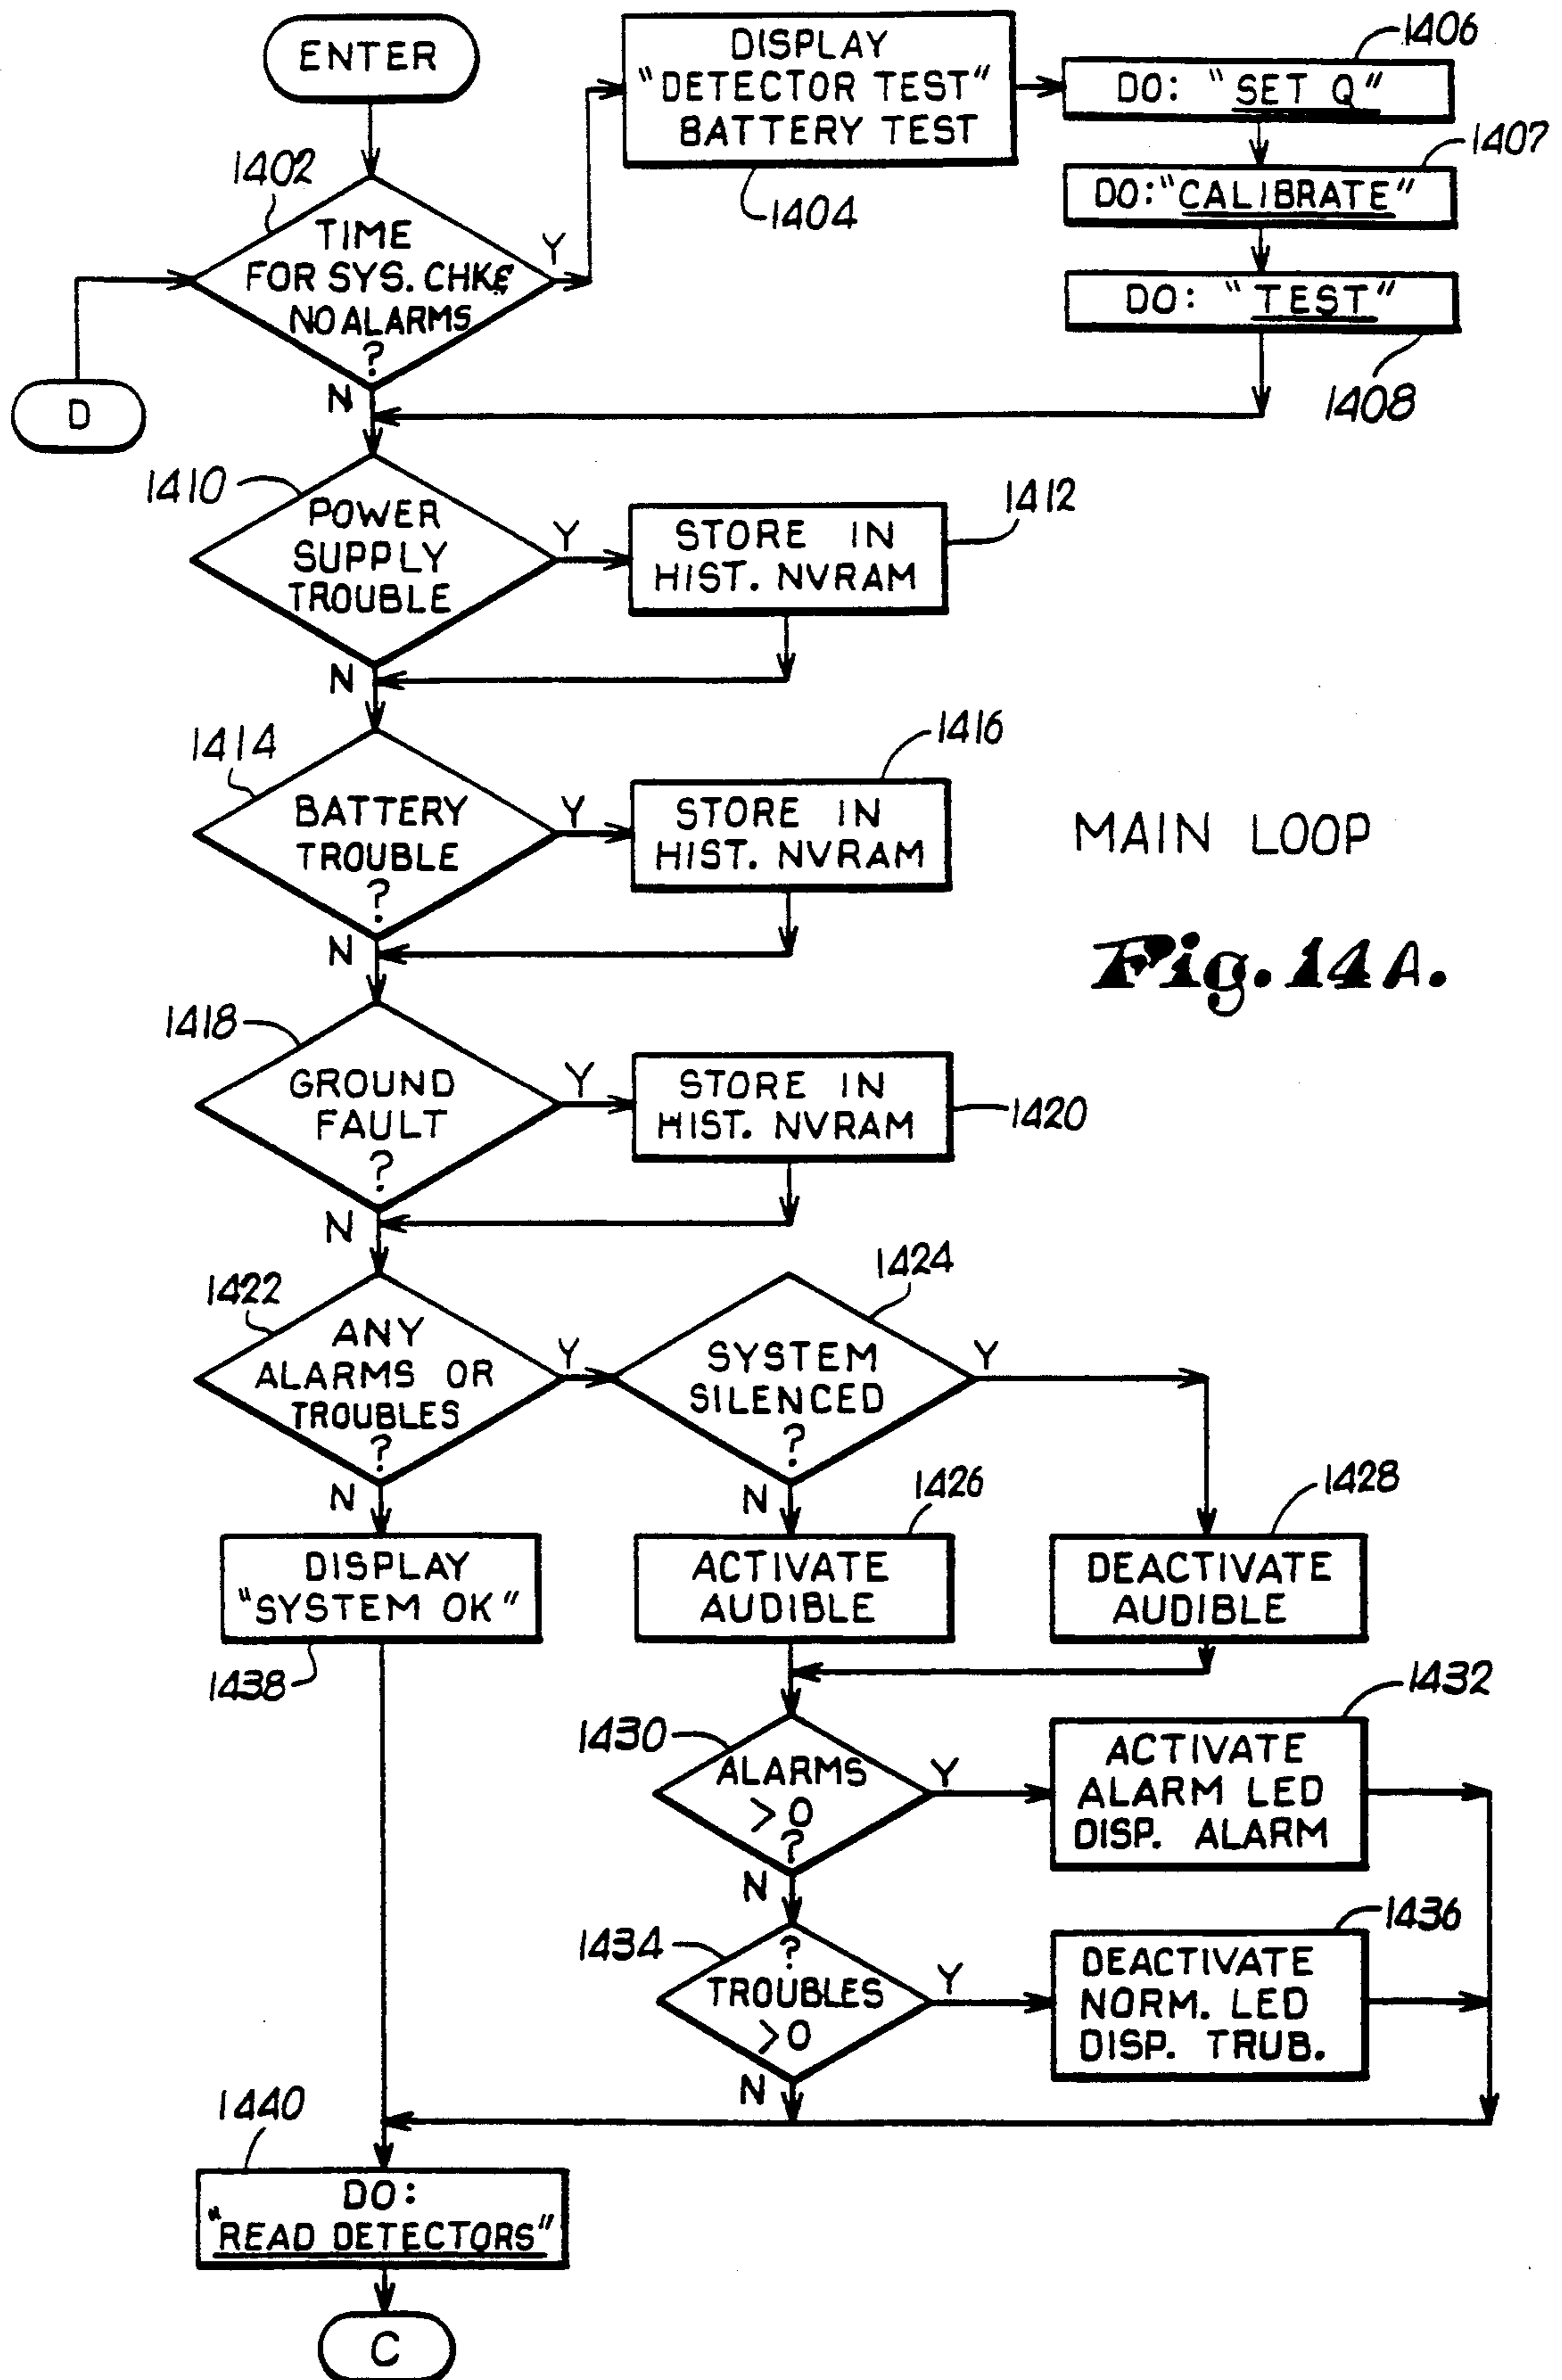 ENTER
DISPLAY
"DETECTOR TEST"
BATTERY TEST
1404
1406
DO: "SET Q"
1407
DO: "CALIBRATE"
DO: "TEST"
1408
1402
TIME
FOR SYS. CHK &
NO ALARMS
?
Y
N
D
1410
POWER
SUPPLY
TROUBLE
Y
N
1412
STORE IN
HIST. NVRAM
1414
BATTERY
TROUBLE
?
Y
N
1416
STORE IN
HIST. NVRAM
MAIN LOOP
Fig. 14A.
1418
GROUND
FAULT
?
Y
N
STORE IN
HIST. NVRAM
1420
1422
ANY
ALARMS OR
TROUBLES
?
Y
N
1424
SYSTEM
SILENCED
?
Y
N
DISPLAY
"SYSTEM OK"
1438
1426
ACTIVATE
AUDIBLE
1428
DEACTIVATE
AUDIBLE
1430
ALARMS
>0
?
Y
N
1432
ACTIVATE
ALARM LED
DISP. ALARM
1434
?
TROUBLES
>0
Y
N
1436
DEACTIVATE
NORM. LED
DISP. TRUB.
1440
DO:
"READ DETECTORS"
C